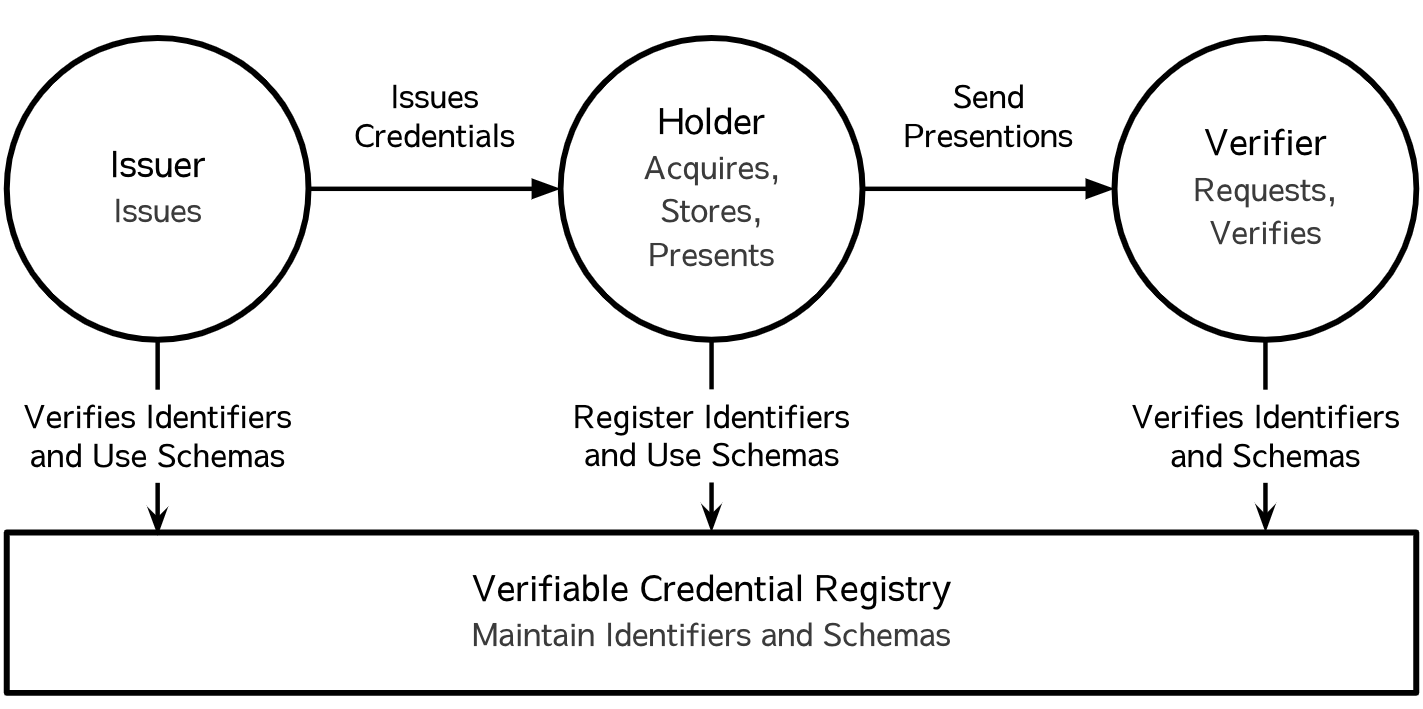 Issuer
Issues
Issues
Credentials
Holder
Acquires,
Stores,
Presents
Send
Presentions
Verifier
Requests,
Verifies
Verifies Identifiers
and Use Schemas
Register Identifiers
and Use Schemas
Verifies Identifiers
and Schemas
Verifiable Credential Registry
Maintain Identifiers and Schemas